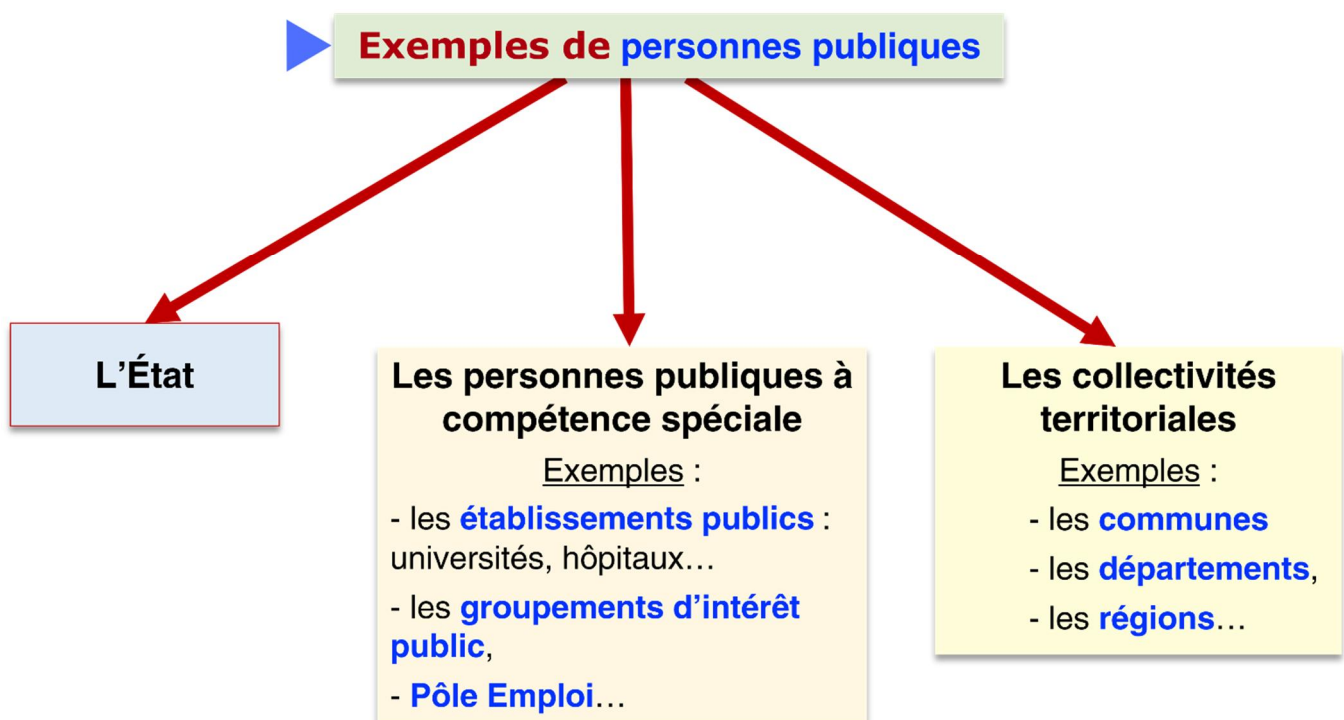 Exemples de personnes publiques
L’État
Les personnes publiques à
compétence spéciale
Exemples :
- les établissements publics :
universités, hôpitaux…
- les groupements d’intérêt
public,
- Pôle Emploi…
Les collectivités
territoriales
Exemples :
- les communes
- les départements,
- les régions…